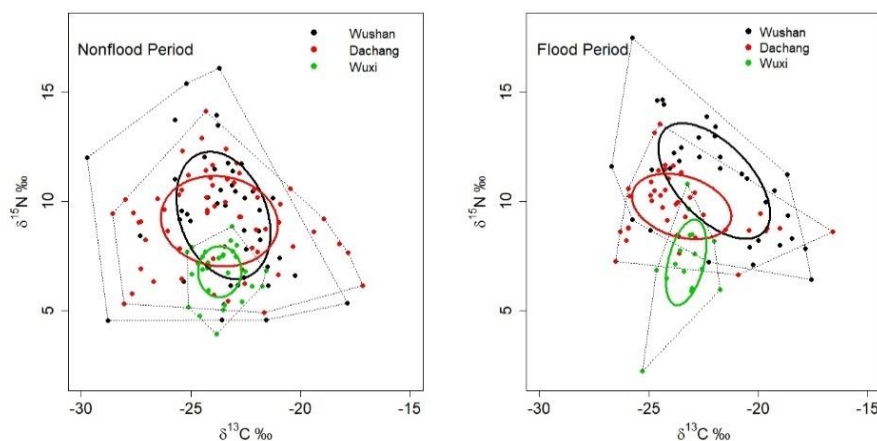 Nonflood Period
Wushan
Dachang
Wuxi
15
10
5
δ¹⁵N ‰
-30
-25
-20
-15
δ¹³C ‰
Flood Period
Wushan
Dachang
Wuxi
15
10
5
δ¹⁵N ‰
-30
-25
-20
-15
δ¹³C ‰